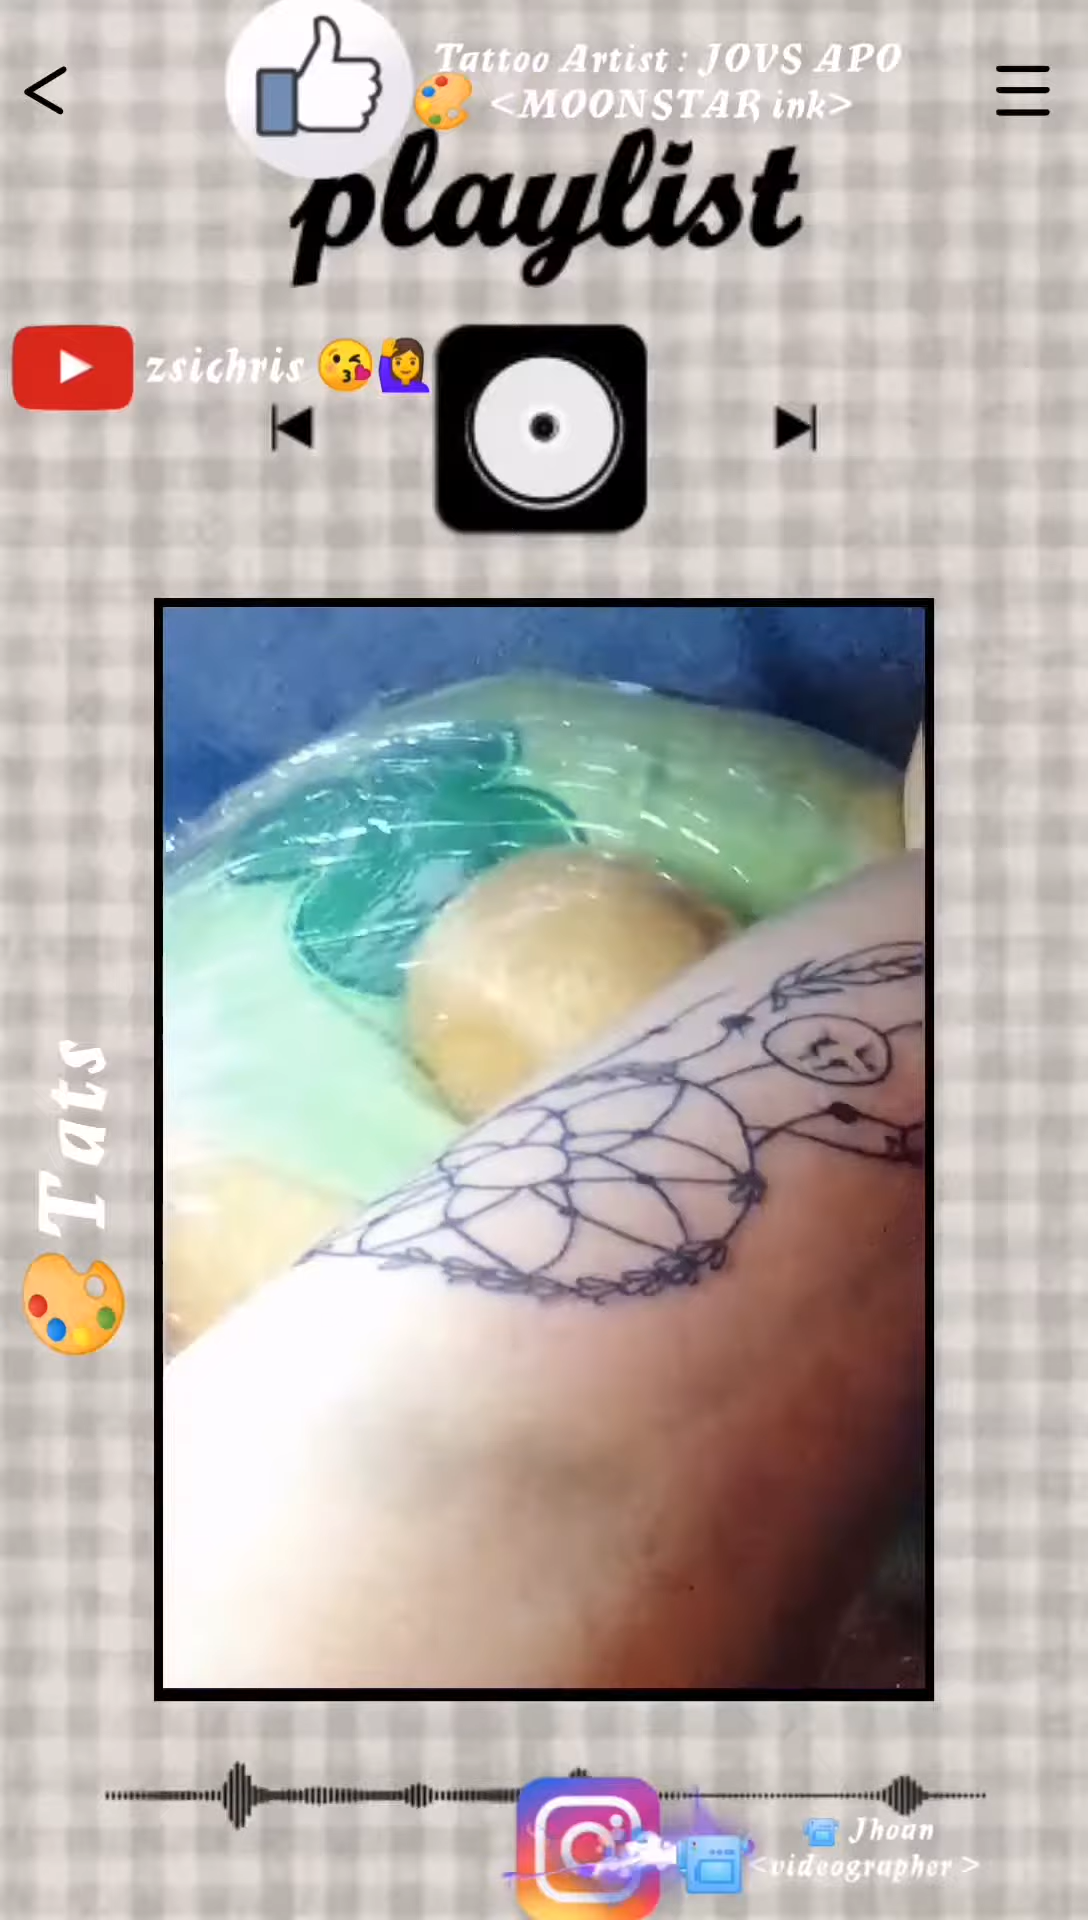 Tattoo Artist : JOVS APO
<MOONSTAR ink>
playlist
zsichris
Tats
Jhoan
<videographer >